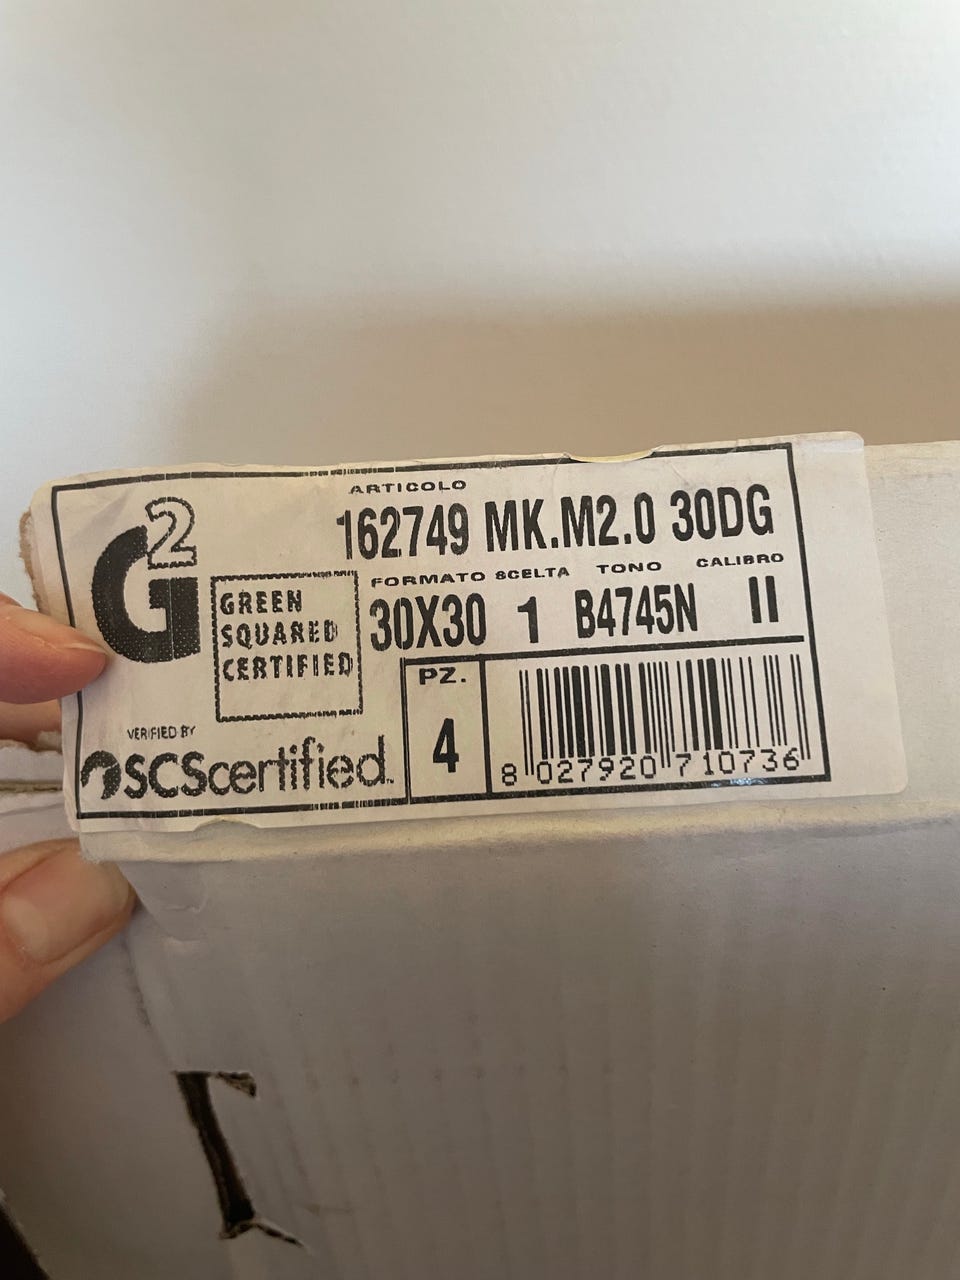 G2
GREEN
SQUARED
CERTIFIED
VERIFIED BY
SCScertified.
ARTICOLO
162749 MK.M2.0 30DG
FORMATO SCELTA TONO CALIBRO
30X30 1 B4745N II
PZ.
4
8 027920 710736